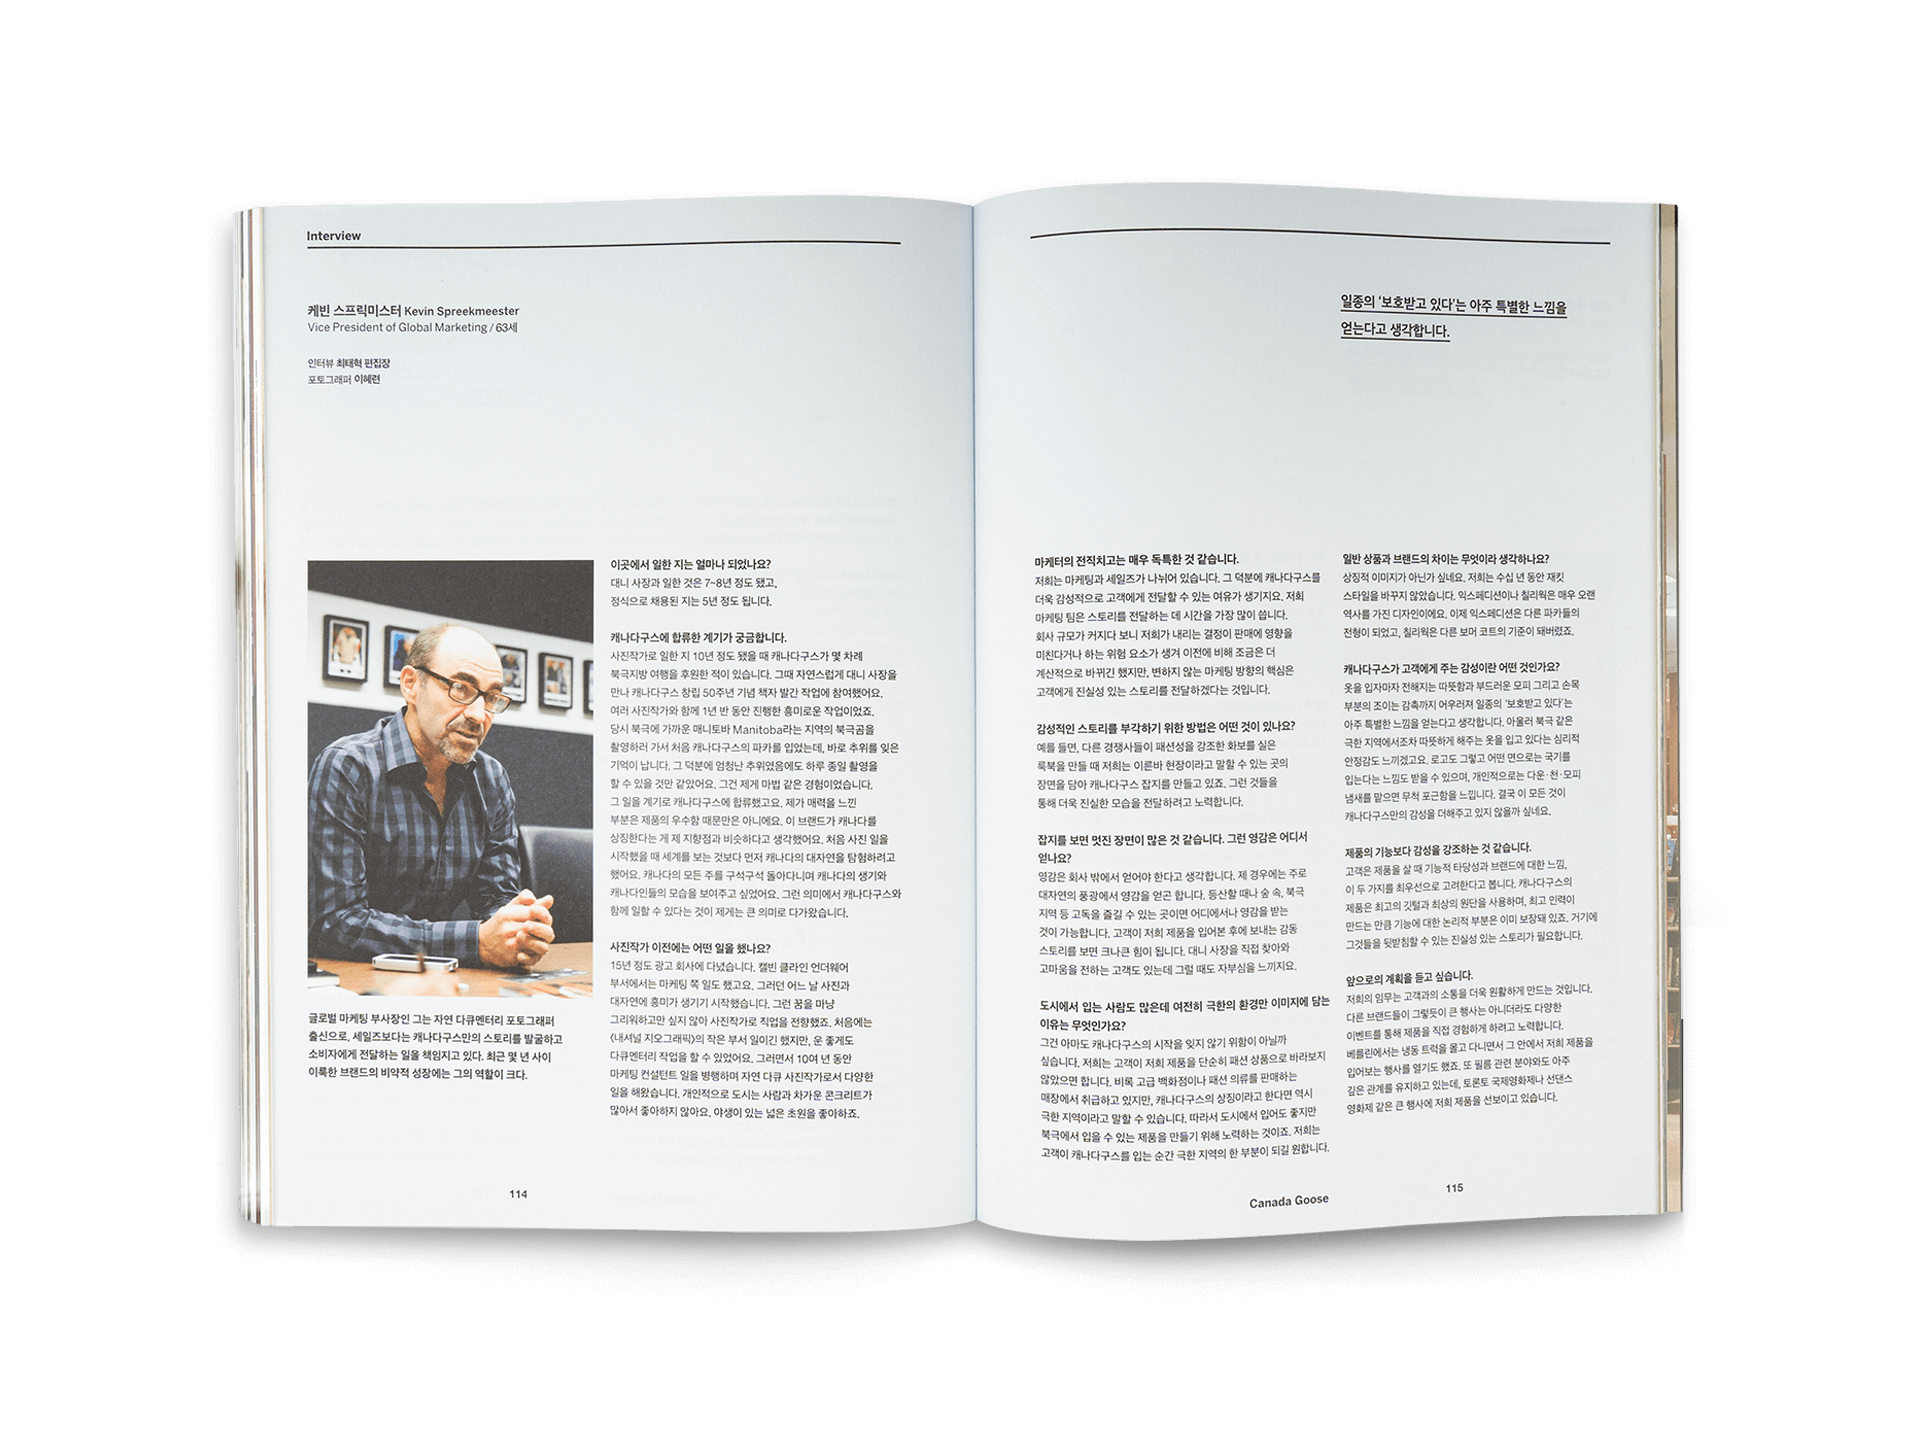 Interview
케빈 스프릭미스터 Kevin Spreekmeester
Vice President of Global Marketing / 63세
인터뷰 최태혁 편집장
포토그래퍼 이혜련
글로벌 마케팅 부사장인 그는 자연 다큐멘터리 포토그래퍼
출신으로, 세일즈보다는 캐나다구스만의 스토리를 발굴하고
소비자에게 전달하는 일을 책임지고 있다. 최근 몇 년 사이
이룩한 브랜드의 비약적 성장에는 그의 역할이 크다.
이곳에서 일한 지는 얼마나 되었나요?
대니 사장과 일한 것은 7~8년 정도 됐고,
정식으로 채용된 지는 5년 정도 됩니다.
캐나다구스에 합류한 계기가 궁금합니다.
사진작가로 일한 지 10년 정도 됐을 때 캐나다구스가 몇 차례
북극지방 여행을 후원한 적이 있습니다. 그때 자연스럽게 대니 사장을
만나 캐나다구스 창립 50주년 기념 책자 발간 작업에 참여했어요.
여러 사진작가와 함께 1년 반 동안 진행한 흥미로운 작업이었죠.
당시 북극에 가까운 매니토바 Manitoba라는 지역의 북극곰을
촬영하러 가서 처음 캐나다구스의 파카를 입었는데, 바로 추위를 잊은
기억이 납니다. 그 덕분에 엄청난 추위였음에도 하루 종일 촬영을
할 수 있을 것만 같았어요. 그건 제게 마법 같은 경험이었습니다.
그 일을 계기로 캐나다구스에 합류했고요. 제가 매력을 느낀
부분은 제품의 우수함 때문만은 아니에요. 이 브랜드가 캐나다를
상징한다는 게 제 지향점과 비슷하다고 생각했어요. 처음 사진 일을
시작했을 때 세계를 보는 것보다 먼저 캐나다의 대자연을 탐험하려고
했어요. 캐나다의 모든 주를 구석구석 돌아다니며 캐나다의 생기와
캐나다인들의 모습을 보여주고 싶었어요. 그런 의미에서 캐나다구스와
함께 일할 수 있다는 것이 제게는 큰 의미로 다가왔습니다.
사진작가 이전에는 어떤 일을 했나요?
15년 정도 광고 회사에 다녔습니다. 캘빈 클라인 언더웨어
부서에서는 마케팅 쪽 일도 했고요. 그러던 어느 날 사진과
대자연에 흥미가 생기기 시작했습니다. 그런 꿈을 마냥
그리워하고만 싶지 않아 사진작가로 직업을 전향했죠. 처음에는
〈내셔널 지오그래픽〉의 작은 부서 일이긴 했지만, 운 좋게도
다큐멘터리 작업을 할 수 있었어요. 그러면서 10여 년 동안
마케팅 컨설턴트 일을 병행하며 자연 다큐 사진작가로서 다양한
일을 해왔습니다. 개인적으로 도시는 사람과 차가운 콘크리트가
많아서 좋아하지 않아요. 야생이 있는 넓은 초원을 좋아하죠.
114
일종의 ‘보호받고 있다’는 아주 특별한 느낌을
얻는다고 생각합니다.
마케터의 전직치고는 매우 독특한 것 같습니다.
저희는 마케팅과 세일즈가 나뉘어 있습니다. 그 덕분에 캐나다구스를
더욱 감성적으로 고객에게 전달할 수 있는 여유가 생기지요. 저희
마케팅 팀은 스토리를 전달하는 데 시간을 가장 많이 씁니다.
회사 규모가 커지다 보니 저희가 내리는 결정이 판매에 영향을
미친다거나 하는 위험 요소가 생겨 이전에 비해 조금은 더
계산적으로 바뀌긴 했지만, 변하지 않는 마케팅 방향의 핵심은
고객에게 진실성 있는 스토리를 전달하겠다는 것입니다.
감성적인 스토리를 부각하기 위한 방법은 어떤 것이 있나요?
예를 들면, 다른 경쟁사들이 패션성을 강조한 화보를 실은
룩북을 만들 때 저희는 이른바 현장이라고 말할 수 있는 곳의
장면을 담아 캐나다구스 잡지를 만들고 있죠. 그런 것들을
통해 더욱 진실한 모습을 전달하려고 노력합니다.
잡지를 보면 멋진 장면이 많은 것 같습니다. 그런 영감은 어디서
얻나요?
영감은 회사 밖에서 얻어야 한다고 생각합니다. 제 경우에는 주로
대자연의 풍광에서 영감을 얻곤 합니다. 등산할 때나 숲 속, 북극
지역 등 고독을 즐길 수 있는 곳이면 어디에서나 영감을 받는
것이 가능합니다. 고객이 저희 제품을 입어본 후에 보내는 감동
스토리를 보면 크나큰 힘이 됩니다. 대니 사장을 직접 찾아와
고마움을 전하는 고객도 있는데 그럴 때도 자부심을 느끼지요.
도시에서 입는 사람도 많은데 여전히 극한의 환경만 이미지에 담는
이유는 무엇인가요?
그건 아마도 캐나다구스의 시작을 잊지 않기 위함이 아닐까
싶습니다. 저희는 고객이 저희 제품을 단순히 패션 상품으로 바라보지
않았으면 합니다. 비록 고급 백화점이나 패션 의류를 판매하는
매장에서 취급하고 있지만, 캐나다구스의 상징이라고 한다면 역시
극한 지역이라고 말할 수 있습니다. 따라서 도시에서 입어도 좋지만
북극에서 입을 수 있는 제품을 만들기 위해 노력하는 것이죠. 저희는
고객이 캐나다구스를 입는 순간 극한 지역의 한 부분이 되길 원합니다.
일반 상품과 브랜드의 차이는 무엇이라 생각하나요?
상징적 이미지가 아닌가 싶네요. 저희는 수십 년 동안 재킷
스타일을 바꾸지 않았습니다. 익스페디션이나 칠리웍은 매우 오랜
역사를 가진 디자인이에요. 이제 익스페디션은 다른 파카들의
전형이 되었고, 칠리웍은 다른 보머 코트의 기준이 돼버렸죠.
캐나다구스가 고객에게 주는 감성이란 어떤 것인가요?
옷을 입자마자 전해지는 따뜻함과 부드러운 모피 그리고 손목
부분의 조이는 감촉까지 어우러져 일종의 ‘보호받고 있다’는
아주 특별한 느낌을 얻는다고 생각합니다. 아울러 북극 같은
극한 지역에서조차 따뜻하게 해주는 옷을 입고 있다는 심리적
안정감도 느끼겠고요. 로고도 그렇고 어떤 면으로는 국기를
입는다는 느낌도 받을 수 있으며, 개인적으로는 다운·천·모피
냄새를 맡으면 무척 포근함을 느낍니다. 결국 이 모든 것이
캐나다구스만의 감성을 더해주고 있지 않을까 싶네요.
제품의 기능보다 감성을 강조하는 것 같습니다.
고객은 제품을 살 때 기능적 타당성과 브랜드에 대한 느낌,
이 두 가지를 최우선으로 고려한다고 봅니다. 캐나다구스의
제품은 최고의 깃털과 최상의 원단을 사용하며, 최고 인력이
만드는 만큼 기능에 대한 논리적 부분은 이미 보장돼 있죠. 거기에
그것들을 뒷받침할 수 있는 진실성 있는 스토리가 필요합니다.
앞으로의 계획을 듣고 싶습니다.
저희의 임무는 고객과의 소통을 더욱 원활하게 만드는 것입니다.
다른 브랜드들이 그렇듯이 큰 행사는 아니더라도 다양한
이벤트를 통해 제품을 직접 경험하게 하려고 노력합니다.
베를린에서는 냉동 트럭을 몰고 다니면서 그 안에서 저희 제품을
입어보는 행사를 열기도 했죠. 또 필름 관련 분야와도 아주
깊은 관계를 유지하고 있는데, 토론토 국제영화제나 선댄스
영화제 같은 큰 행사에 저희 제품을 선보이고 있습니다.
Canada Goose
115